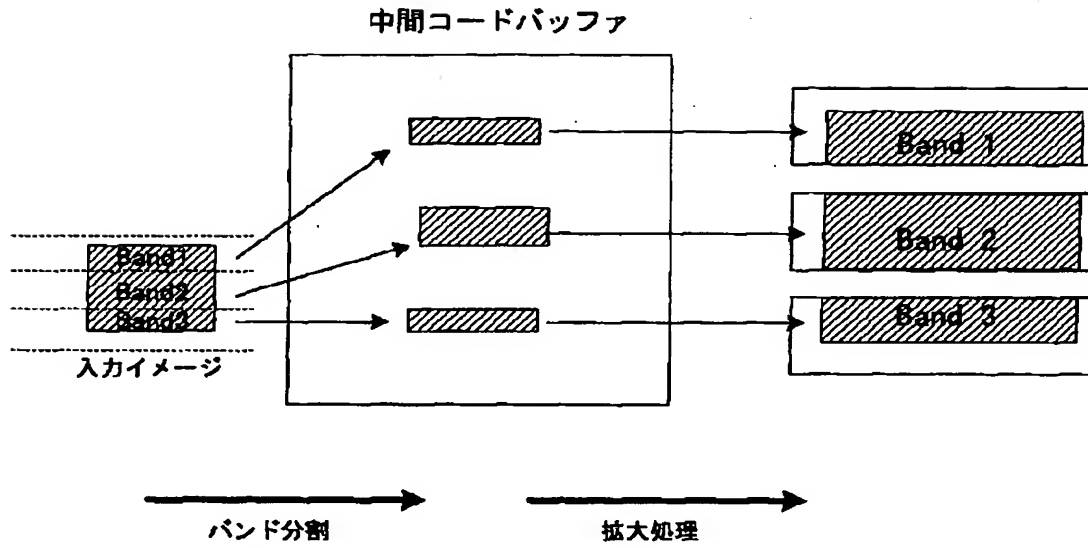 中間コードバッファ
Band1
Band2
Band3
入力イメージ
Band 1
Band 2
Band 3
バンド分割
拡大処理